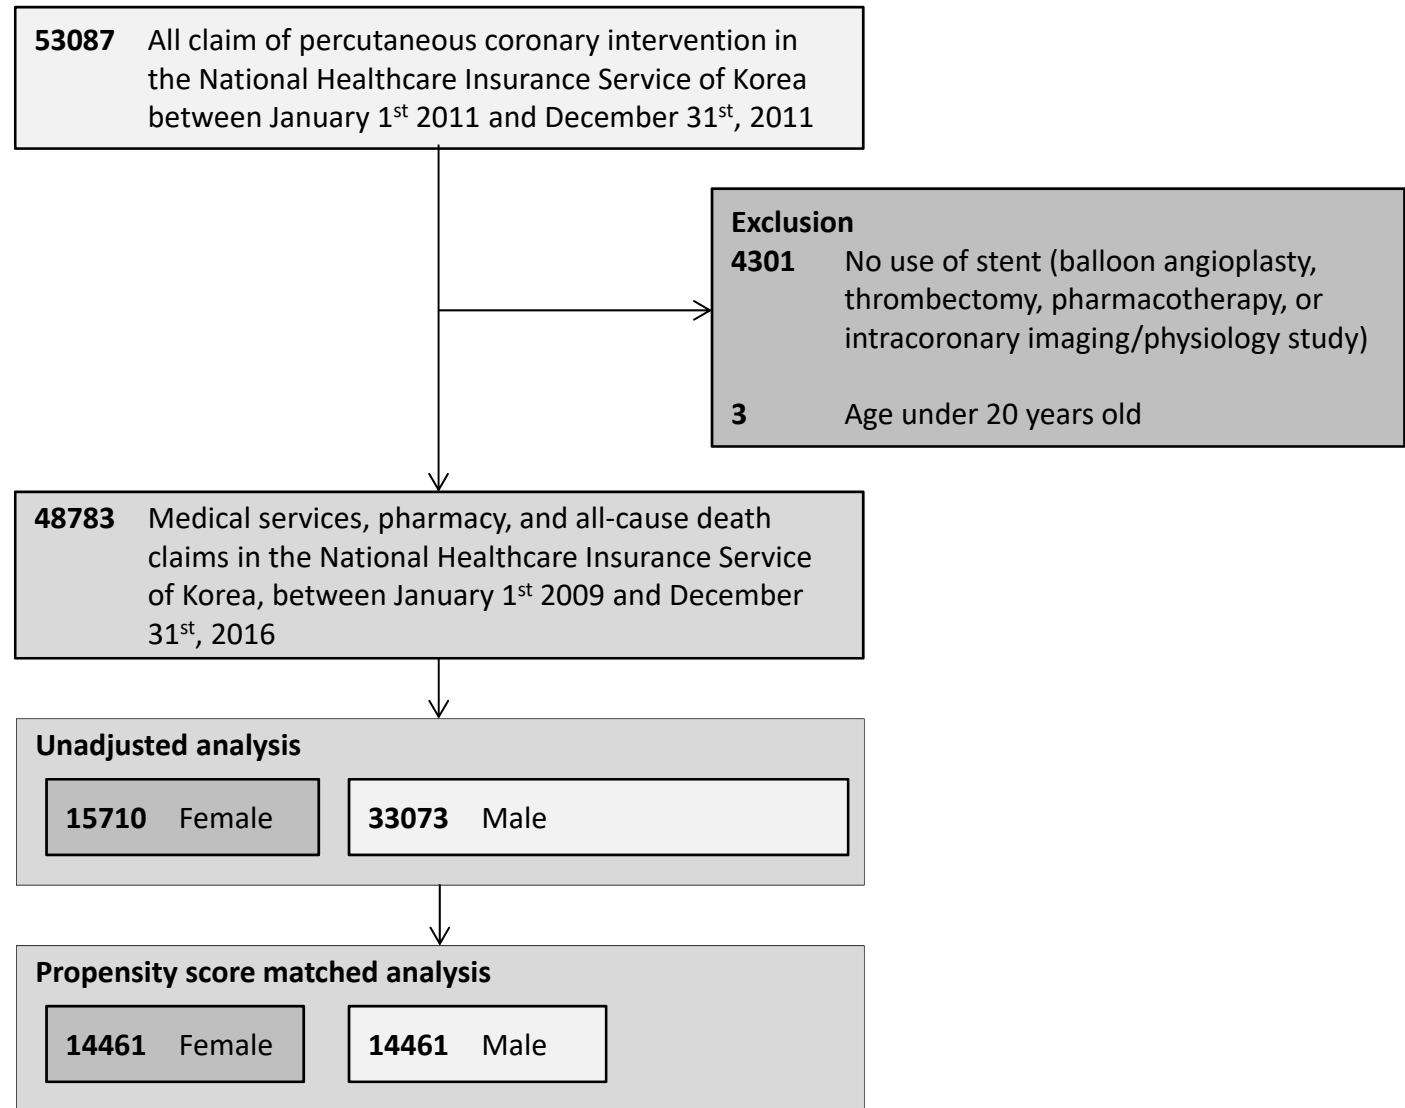 53087 All claim of percutaneous coronary intervention in
the National Healthcare Insurance Service of Korea
between January 1st 2011 and December 31st, 2011
Exclusion
4301 No use of stent (balloon angioplasty,
thrombectomy, pharmacotherapy, or
intracoronary imaging/physiology study)
3 Age under 20 years old
48783 Medical services, pharmacy, and all-cause death
claims in the National Healthcare Insurance Service
of Korea, between January 1st 2009 and December
31st, 2016
Unadjusted analysis
15710 Female
33073 Male
Propensity score matched analysis
14461 Female
14461 Male